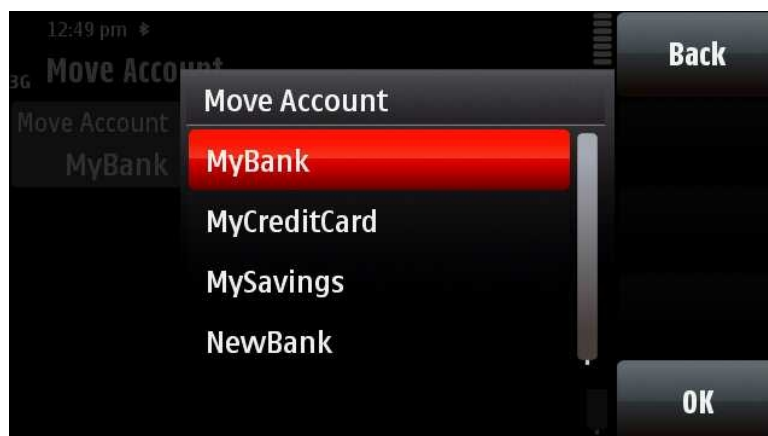 12:49 pm
3G Move Account
Move Account
MyBank
Move Account
MyBank
MyCreditCard
MySavings
NewBank
Back
OK